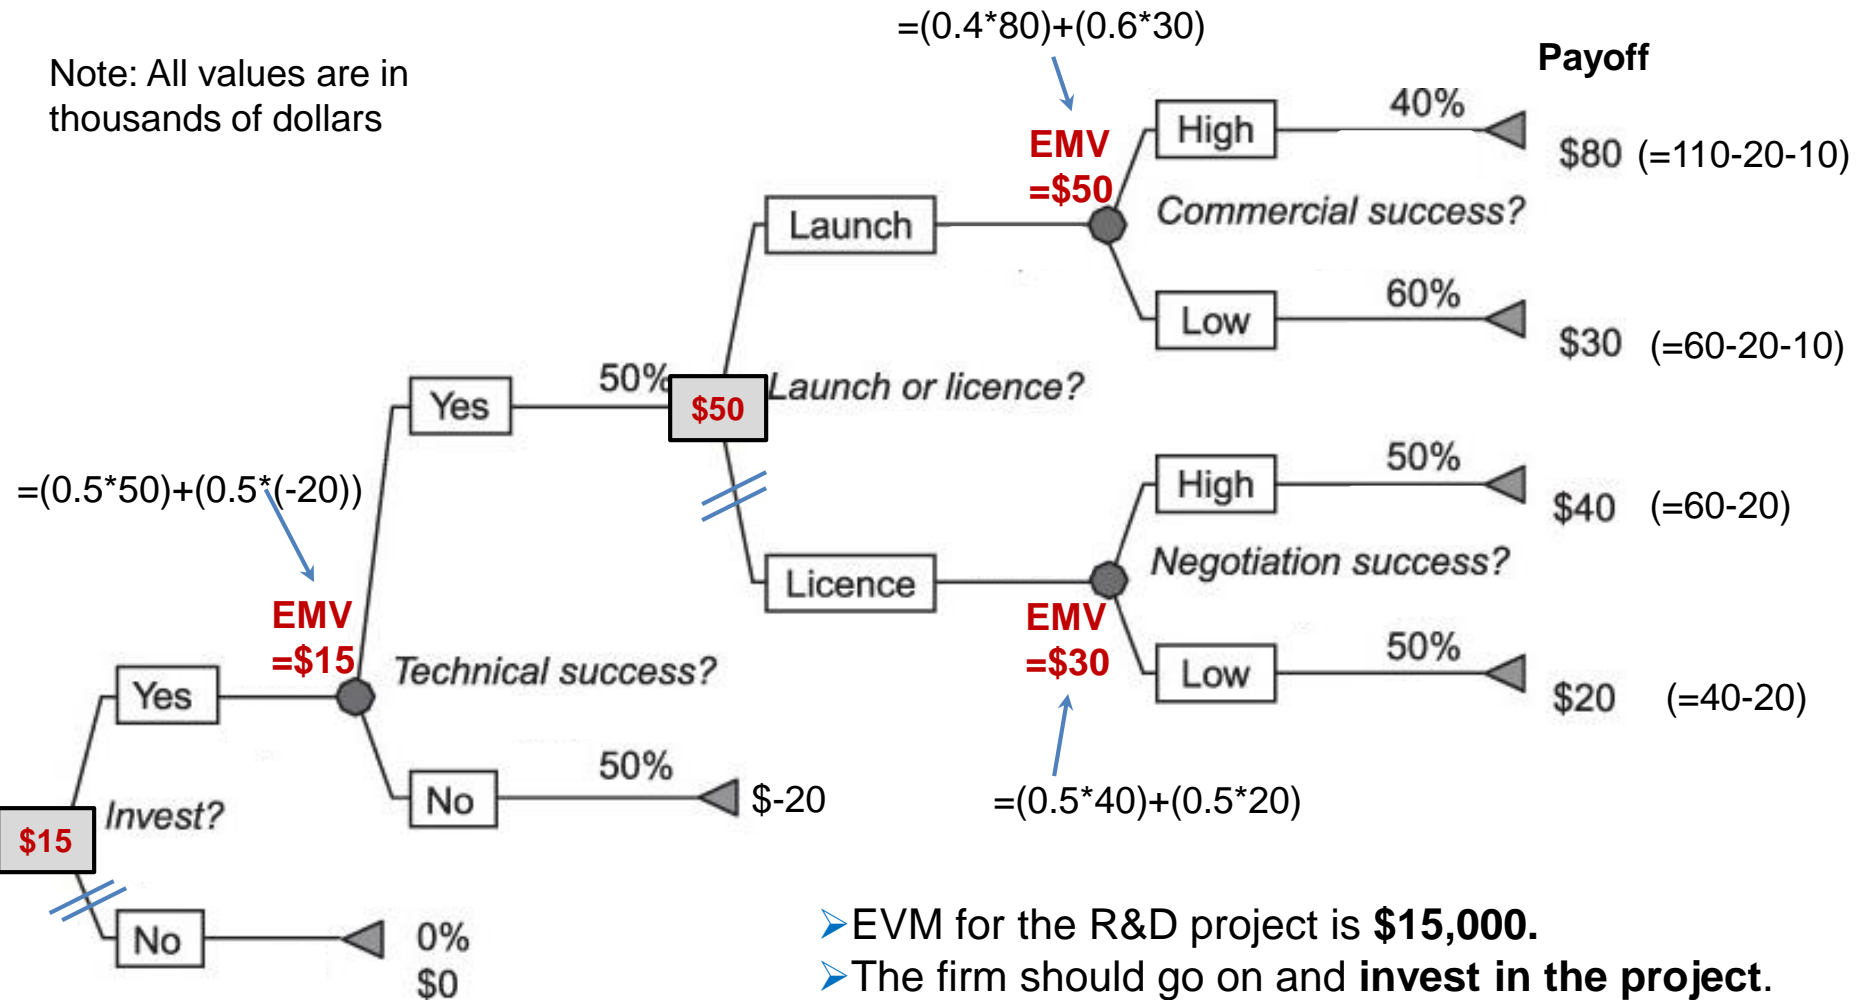 =(0.4*80)+(0.6*30)
Payoff
Note: All values are in
thousands of dollars
High
40%
$80 (=110-20-10)
EMV
=$50
Commercial success?
Launch
Low
60%
$30 (=60-20-10)
Yes
50%
$50
Launch or licence?
High
50%
$40 (=60-20)
=(0.5*50)+(0.5*(-20))
Negotiation success?
Licence
EMV
=$30
EMV
=$15
Technical success?
Low
50%
$20 (=40-20)
Yes
No
50%
$-20
=(0.5*40)+(0.5*20)
Invest?
$15
No
0%
$0
➢EVM for the R&D project is $15,000.
➢The firm should go on and invest in the project.